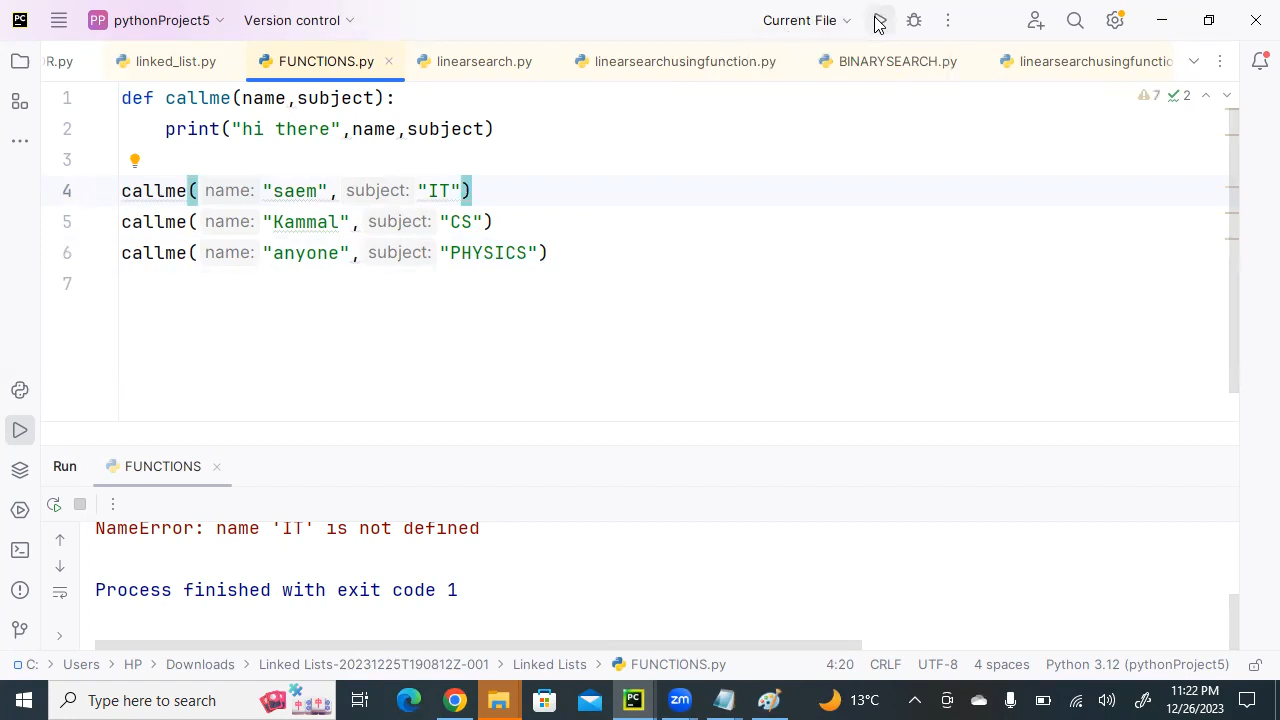 PC PP pythonProject5 Version control Current File
R.py linked_list.py FUNCTIONS.py linearsearch.py linearsearchusingfunction.py BINARYSEARCH.py linearsearchusingfunctio
1 def callme(name,subject): 7 2
2 print("hi there",name,subject)
3
4 callme( name: "saem", subject: "IT")
5 callme( name: "Kammal", subject: "CS")
6 callme( name: "anyone", subject: "PHYSICS")
7
Run FUNCTIONS
NameError: name 'IT' is not defined
Process finished with exit code 1
C: Users HP Downloads Linked Lists-20231225T190812Z-001 Linked Lists FUNCTIONS.py 4:20 CRLF UTF-8 4 spaces Python 3.12 (pythonProject5)
Type here to search PC zm 13°C 11:22 PM
12/26/2023